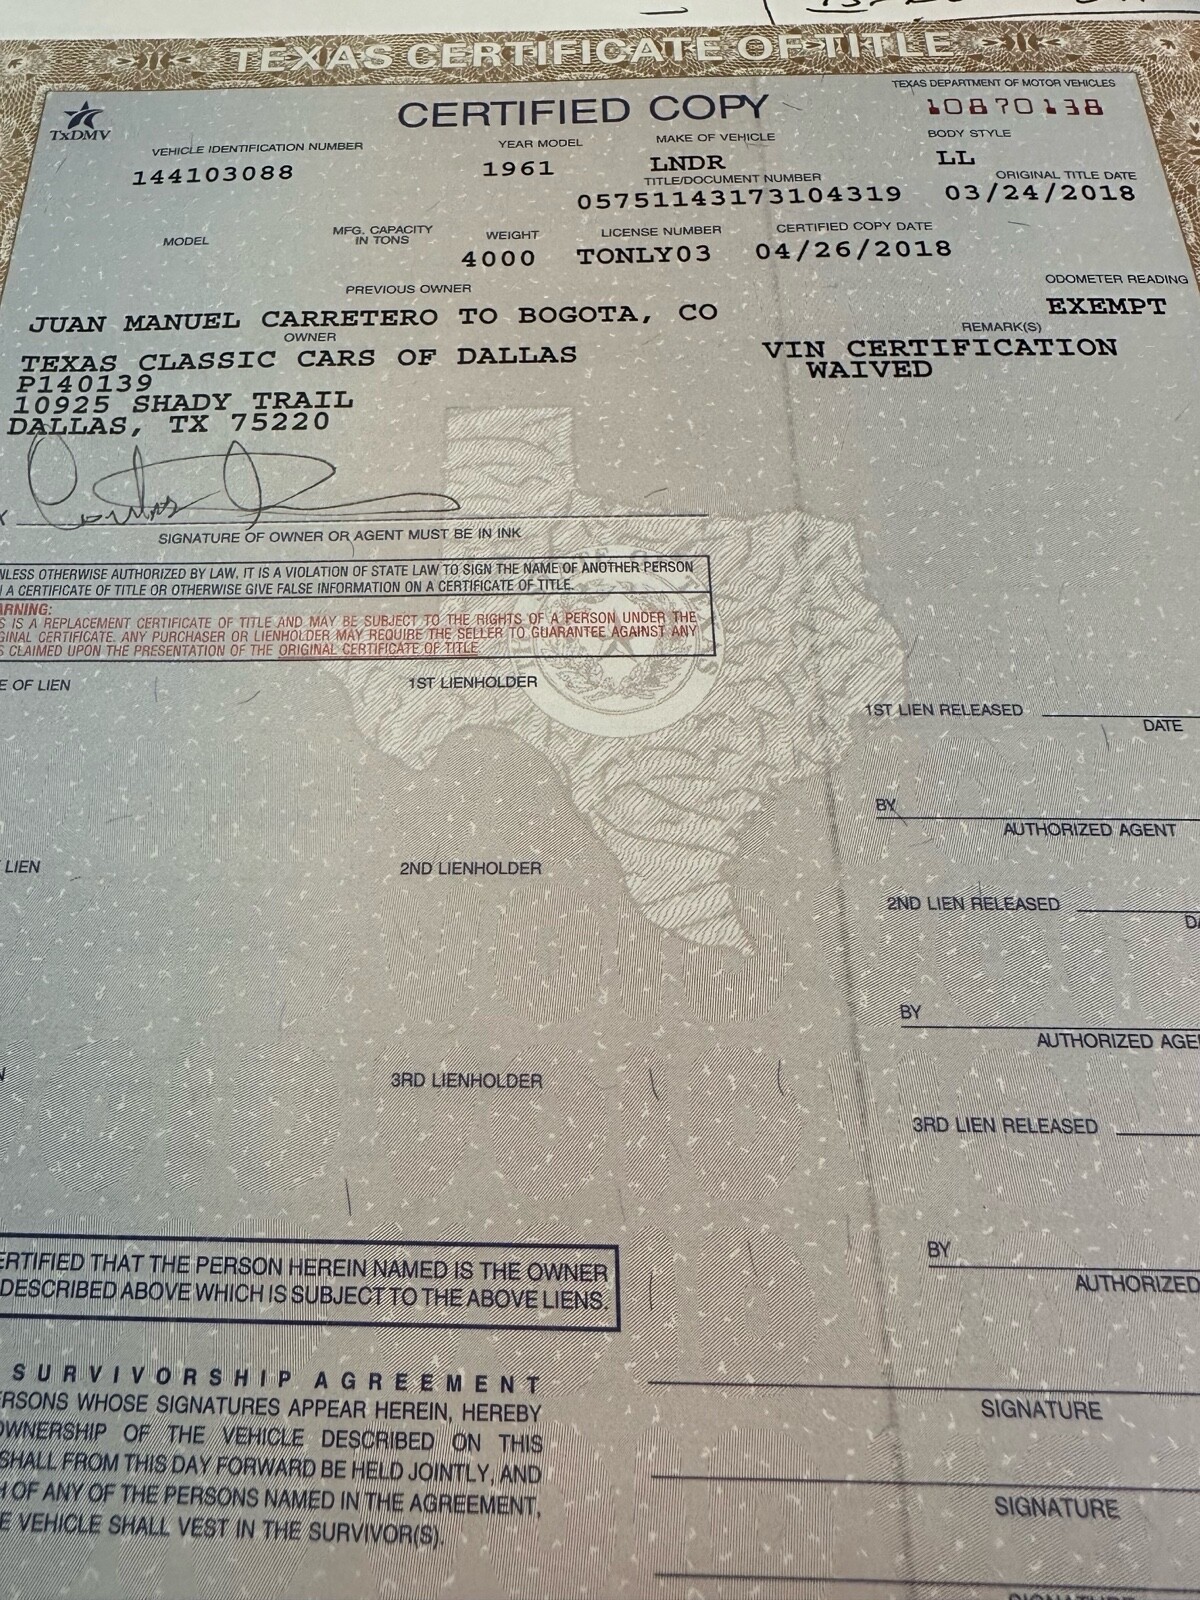 TEXAS CERTIFICATE OF TITLE
TEXAS DEPARTMENT OF MOTOR VEHICLES
TxDMV
CERTIFIED COPY
10870138
VEHICLE IDENTIFICATION NUMBER
YEAR MODEL
MAKE OF VEHICLE
BODY STYLE
144103088
1961
LNDR
LL
TITLE/DOCUMENT NUMBER
ORIGINAL TITLE DATE
05751143173104319
03/24/2018
MODEL
MFG. CAPACITY
IN TONS
WEIGHT
LICENSE NUMBER
CERTIFIED COPY DATE
4000
TONLY03
04/26/2018
PREVIOUS OWNER
ODOMETER READING
JUAN MANUEL CARRETERO TO BOGOTA, CO
EXEMPT
OWNER
REMARK(S)
TEXAS CLASSIC CARS OF DALLAS
P140139
10925 SHADY TRAIL
DALLAS, TX 75220
VIN CERTIFICATION
WAIVED
X
SIGNATURE OF OWNER OR AGENT MUST BE IN INK
NLESS OTHERWISE AUTHORIZED BY LAW, IT IS A VIOLATION OF STATE LAW TO SIGN THE NAME OF ANOTHER PERSON
N A CERTIFICATE OF TITLE OR OTHERWISE GIVE FALSE INFORMATION ON A CERTIFICATE OF TITLE.
ARNING:
S IS A REPLACEMENT CERTIFICATE OF TITLE AND MAY BE SUBJECT TO THE RIGHTS OF A PERSON UNDER THE
GINAL CERTIFICATE. ANY PURCHASER OR LIENHOLDER MAY REQUIRE THE SELLER TO GUARANTEE AGAINST ANY
S CLAIMED UPON THE PRESENTATION OF THE ORIGINAL CERTIFICATE OF TITLE.
E OF LIEN
1ST LIENHOLDER
1ST LIEN RELEASED
DATE
BY
AUTHORIZED AGENT
LIEN
2ND LIENHOLDER
2ND LIEN RELEASED
DA
BY
AUTHORIZED AGE
N
3RD LIENHOLDER
3RD LIEN RELEASED
BY
AUTHORIZED
ERTIFIED THAT THE PERSON HEREIN NAMED IS THE OWNER
DESCRIBED ABOVE WHICH IS SUBJECT TO THE ABOVE LIENS.
SURVIVORSHIP AGREEMENT
ERSONS WHOSE SIGNATURES APPEAR HEREIN, HEREBY
OWNERSHIP OF THE VEHICLE DESCRIBED ON THIS
SHALL FROM THIS DAY FORWARD BE HELD JOINTLY, AND
H OF ANY OF THE PERSONS NAMED IN THE AGREEMENT,
E VEHICLE SHALL VEST IN THE SURVIVOR(S).
SIGNATURE
SIGNATURE
SIGNATURE